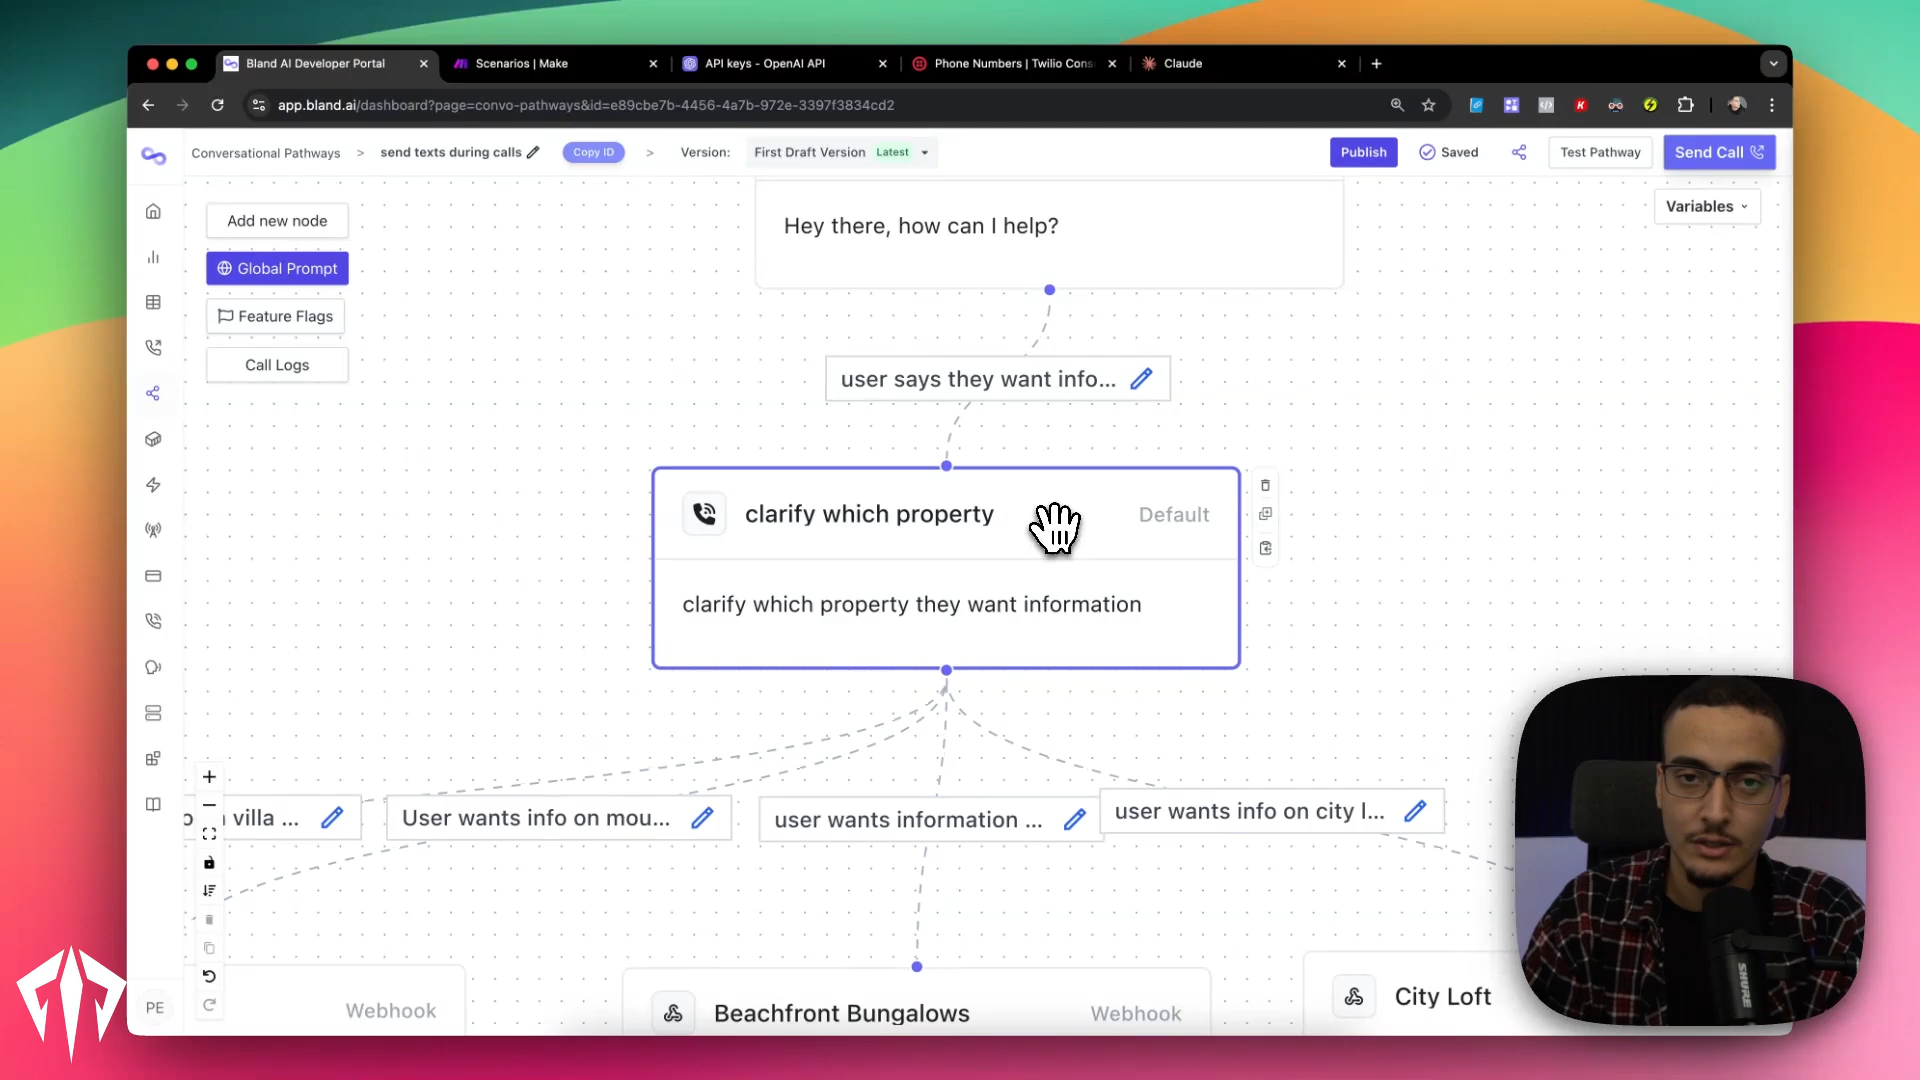 Bland AI Developer Portal
Scenarios | Make
API keys - OpenAI API
Phone Numbers | Twilio Cons
Claude
app.bland.ai/dashboard?page=convo-pathways&id=e89cbe7b-4456-4a7b-972e-3397f3834cd2
Conversational Pathways > send texts during calls Copy ID > Version: First Draft Version Latest
Publish
Saved
Test Pathway
Send Call
Variables
Add new node
Global Prompt
Feature Flags
Call Logs
Hey there, how can I help?
user says they want info...
clarify which property
Default
clarify which property they want information
villa ...
User wants info on mou...
user wants information ...
user wants info on city l...
Webhook
Beachfront Bungalows
Webhook
City Loft
PE
SHURE